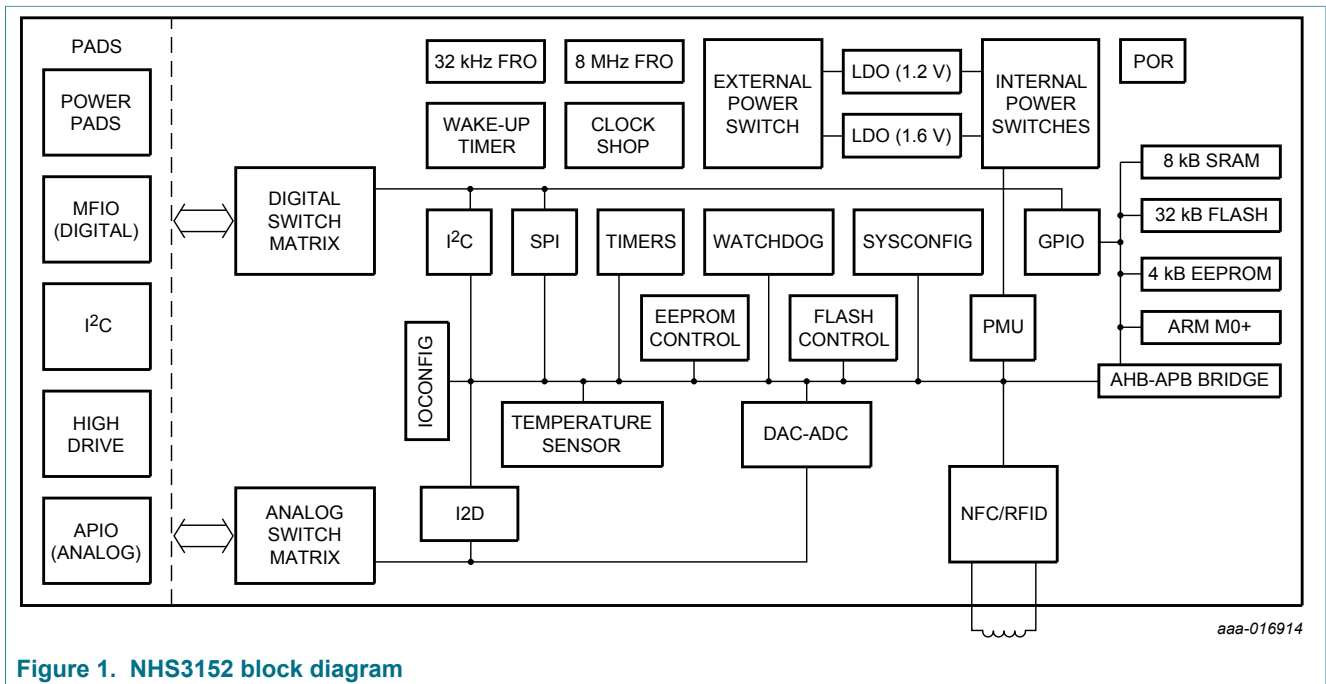 PADS
POWER
PADS
MFIO
(DIGITAL)
I2C
HIGH
DRIVE
APIO
(ANALOG)
32 kHz FRO
8 MHz FRO
WAKE-UP
TIMER
CLOCK
SHOP
EXTERNAL
POWER
SWITCH
LDO (1.2 V)
LDO (1.6 V)
INTERNAL
POWER
SWITCHES
POR
8 kB SRAM
32 kB FLASH
4 kB EEPROM
ARM M0+
AHB-APB BRIDGE
DIGITAL
SWITCH
MATRIX
I2C
SPI
TIMERS
WATCHDOG
SYSCONFIG
GPIO
EEPROM
CONTROL
FLASH
CONTROL
PMU
IOCONFIG
TEMPERATURE
SENSOR
DAC-ADC
ANALOG
SWITCH
MATRIX
I2D
NFC/RFID
aaa-016914
Figure 1. NHS3152 block diagram